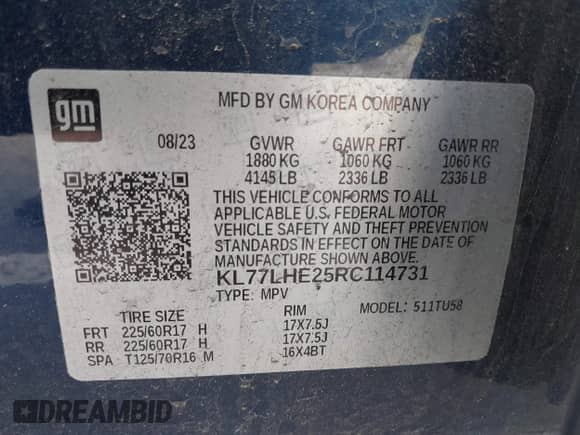 gm
MFD BY GM KOREA COMPANY
08/23 GVWR GAWR FRT GAWR RR
1880 KG 1060 KG 1060 KG
4145 LB 2336 LB 2336 LB
THIS VEHICLE CONFORMS TO ALL
APPLICABLE U.S. FEDERAL MOTOR
VEHICLE SAFETY AND THEFT PREVENTION
STANDARDS IN EFFECT ON THE DATE OF
MANUFACTURE SHOWN ABOVE.
KL77LHE25RC114731
TYPE: MPV MODEL: 511TU58
TIRE SIZE RIM
FRT 225/60R17 H 17X7.5J
RR 225/60R17 H 17X7.5J
SPA T125/70R16 M 16X4BT
DREAMBID